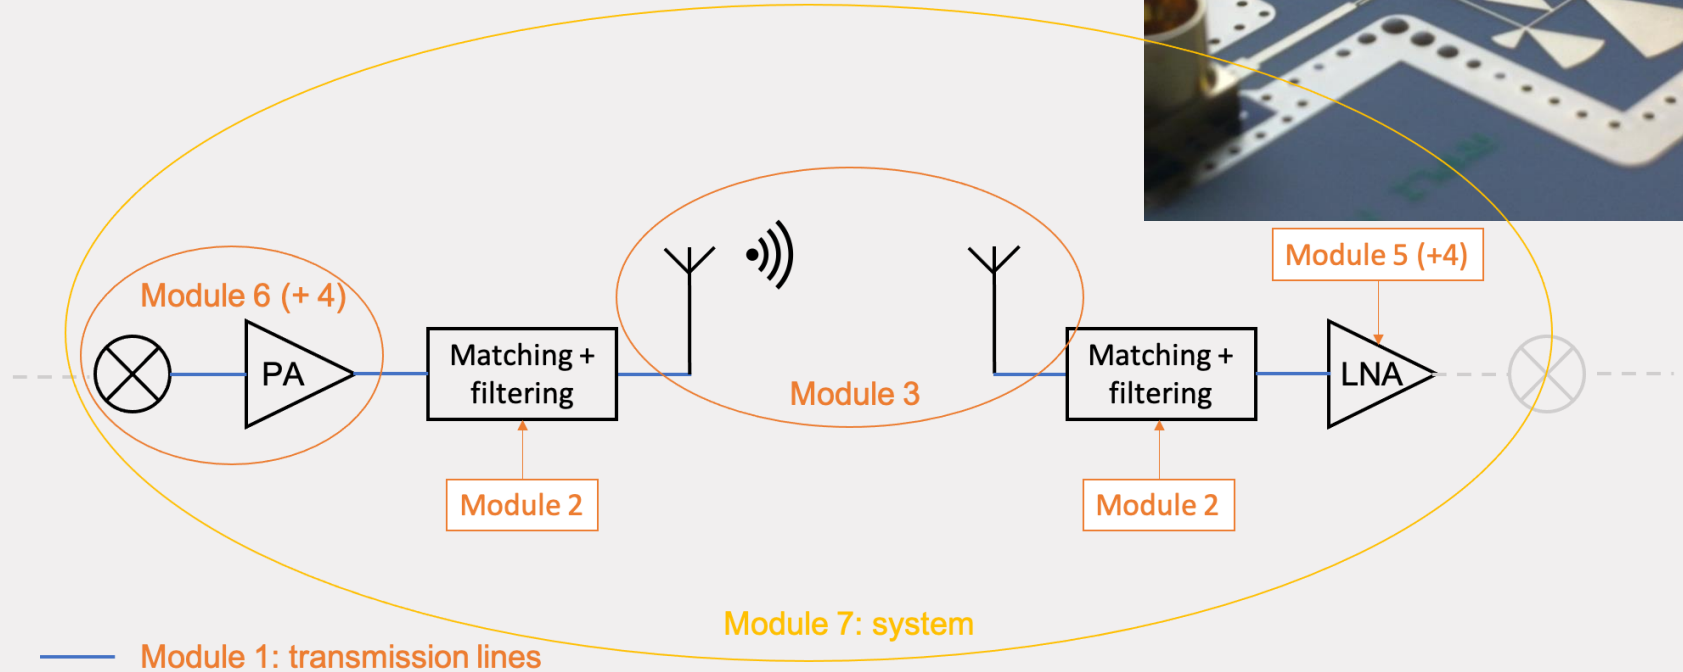 Module 6 (+ 4)
PA
Matching +
filtering
Module 2
Module 3
Matching +
filtering
Module 2
Module 5 (+4)
LNA
Module 7: system
Module 1: transmission lines